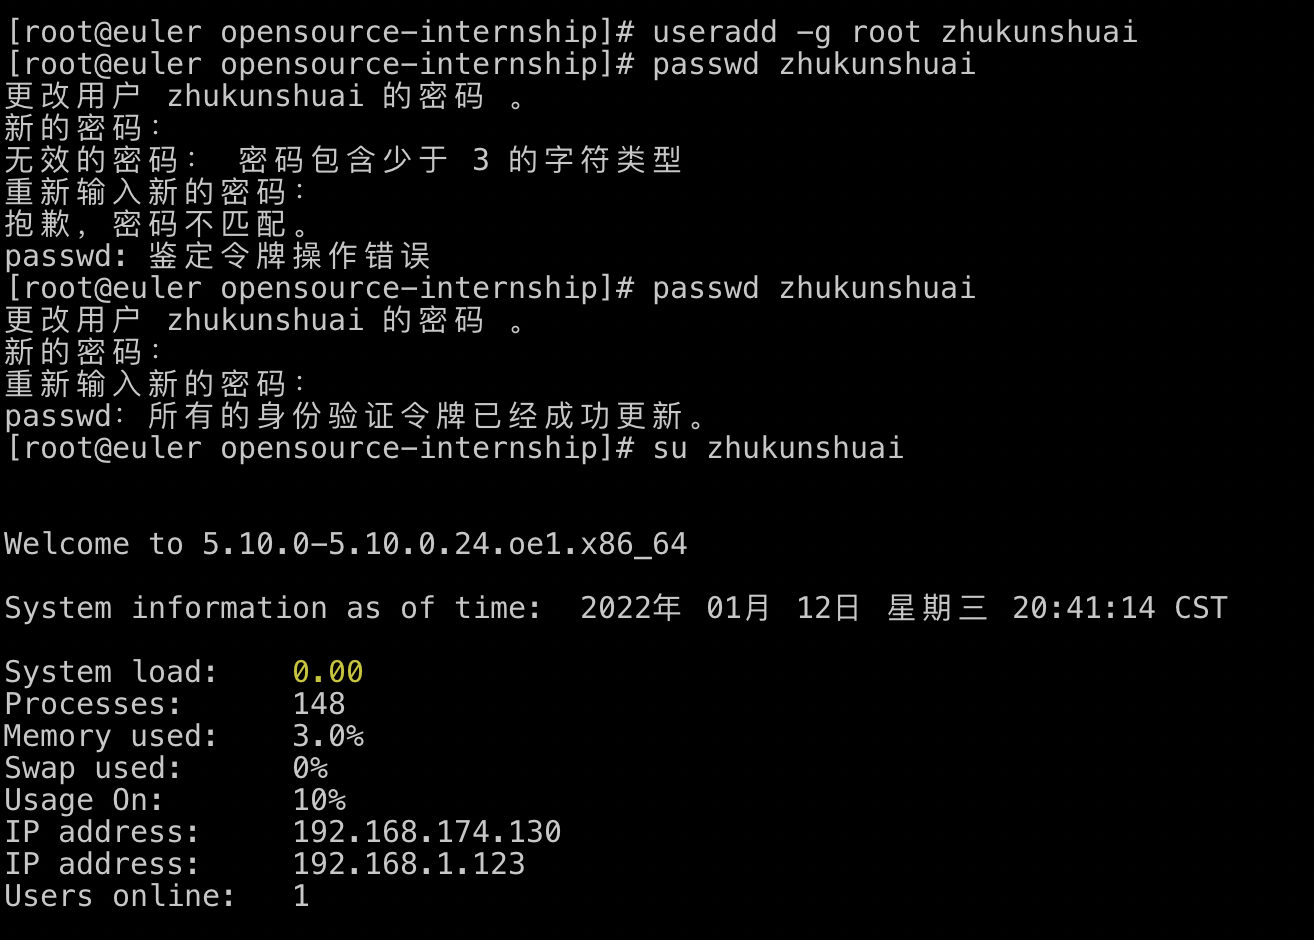 [root@euler opensource-internship]# useradd -g root zhukunshuai
[root@euler opensource-internship]# passwd zhukunshuai
更改用户 zhukunshuai 的密码 。
新的密码：
无效的密码： 密码包含少于 3 的字符类型
重新输入新的密码：
抱歉，密码不匹配。
passwd: 鉴定令牌操作错误
[root@euler opensource-internship]# passwd zhukunshuai
更改用户 zhukunshuai 的密码 。
新的密码：
重新输入新的密码：
passwd：所有的身份验证令牌已经成功更新。
[root@euler opensource-internship]# su zhukunshuai
Welcome to 5.10.0-5.10.0.24.oe1.x86_64
System information as of time:  2022年 01月 12日 星期三 20:41:14 CST
System load:    0.00
Processes:      148
Memory used:    3.0%
Swap used:      0%
Usage On:       10%
IP address:     192.168.174.130
IP address:     192.168.1.123
Users online:   1